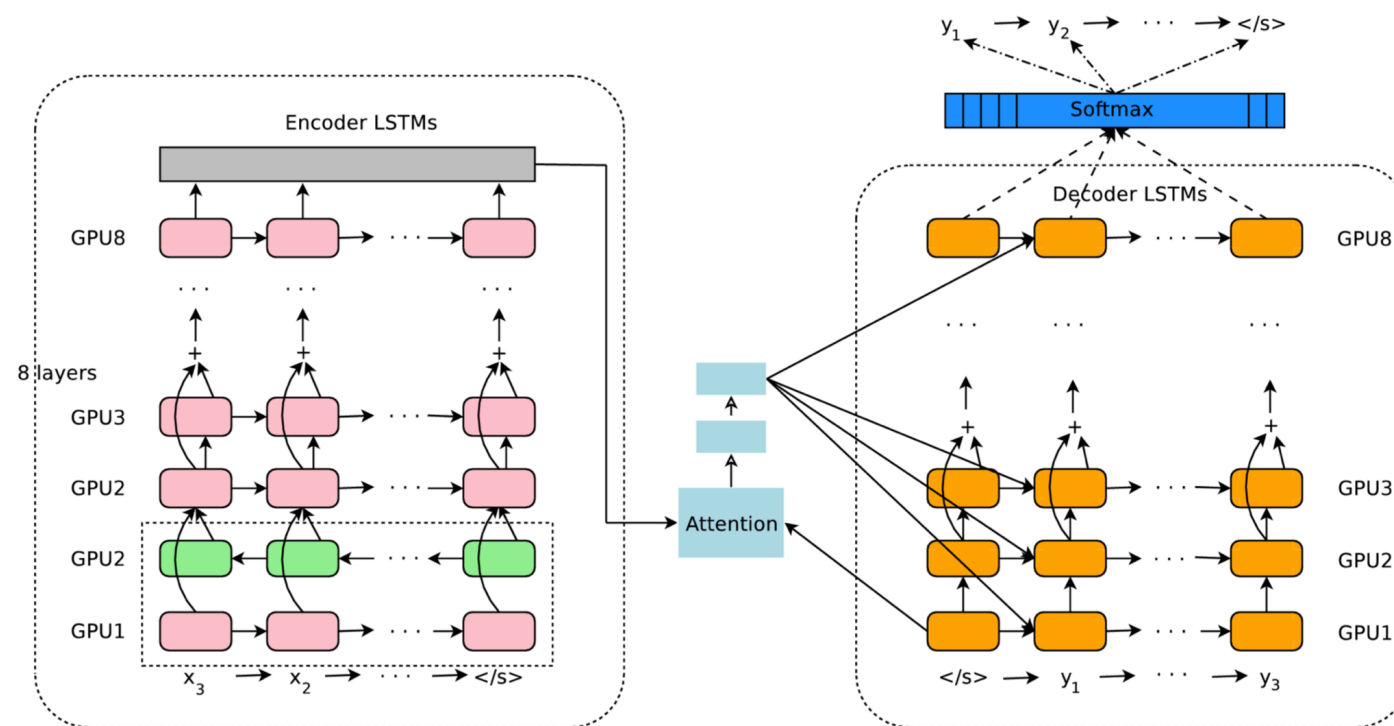 y1 y2 · · · </s>
Softmax
Encoder LSTMs
Decoder LSTMs
GPU8
· · ·
GPU8
· · ·
· · · · · · · · ·
· · · · · · · · ·
+ + +
8 layers
GPU3
· · ·
+ + +
GPU2
· · ·
GPU3
· · ·
Attention
GPU2
· · ·
GPU2
· · ·
GPU1
· · ·
GPU1
· · ·
x3 x2 · · · </s>
</s> y1 · · · y3